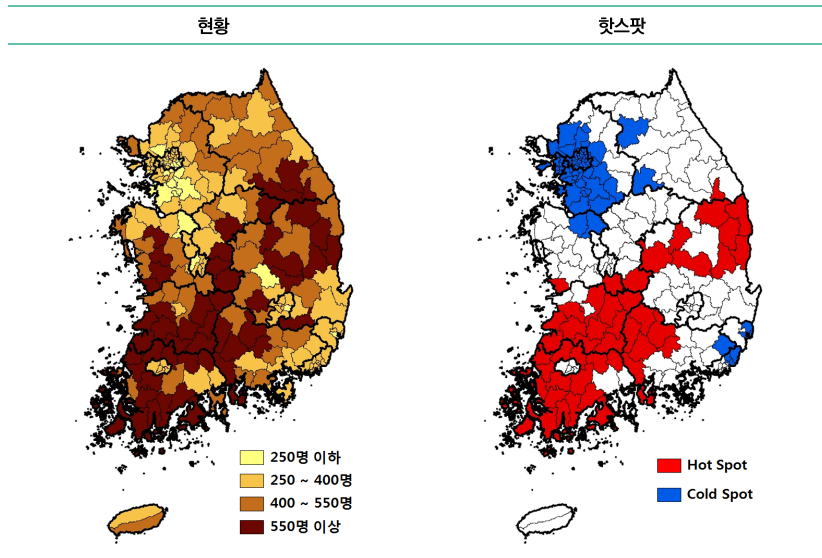 현황
핫스팟
250명 이하
250 ~ 400명
400 ~ 550명
550명 이상
Hot Spot
Cold Spot